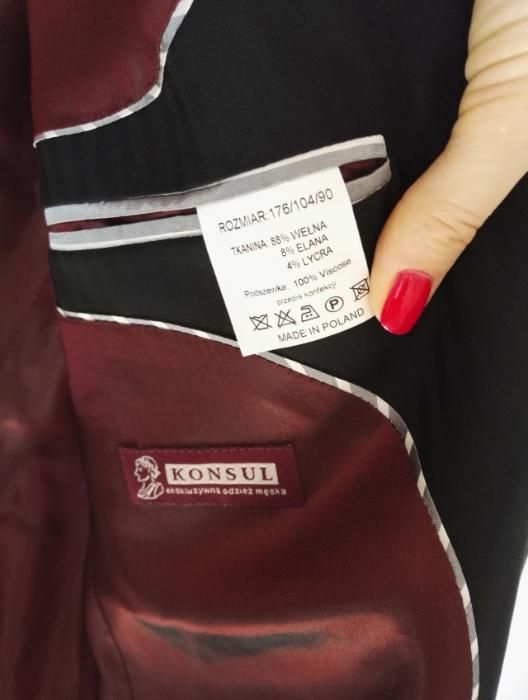 ROZMIAR:176/104/90
TKANINA: 88% WEŁNA
8% ELANA
4% LYCRA
Podszewka: 100% Viscose
przepis konfekcji
P
MADE IN POLAND
KONSUL
ekskluzywna odzież męska